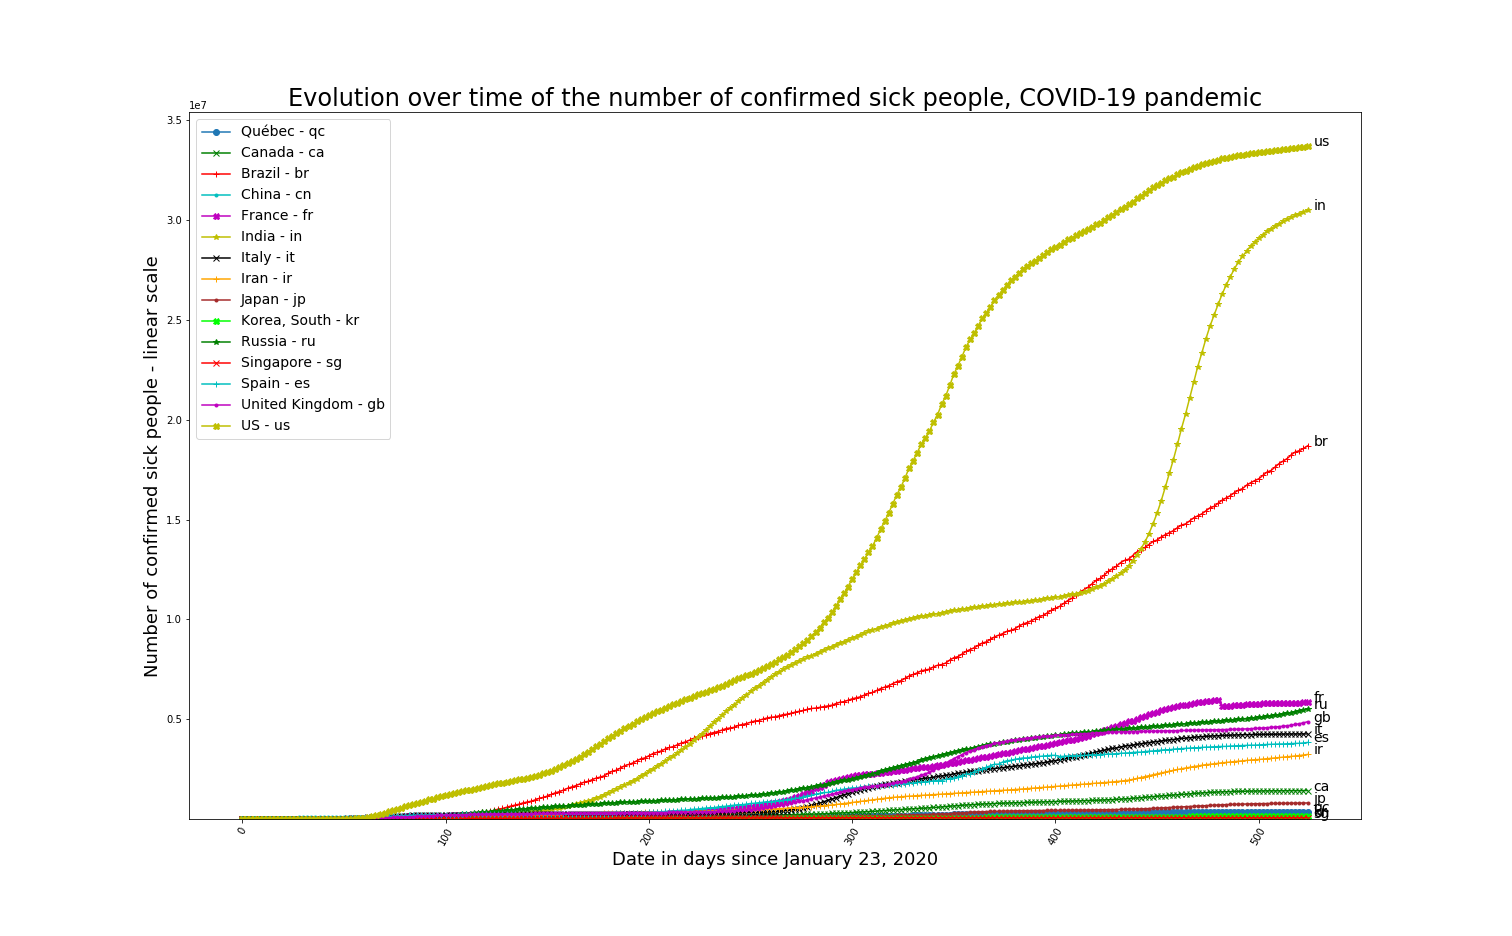 Evolution over time of the number of confirmed sick people, COVID-19 pandemic
1e7
3.5
3.0
2.5
2.0
1.5
1.0
0.5
Number of confirmed sick people - linear scale
Québec - qc
Canada - ca
Brazil - br
China - cn
France - fr
India - in
Italy - it
Iran - ir
Japan - jp
Korea, South - kr
Russia - ru
Singapore - sg
Spain - es
United Kingdom - gb
US - us
us
in
br
fr
ru
gb
it
es
ir
ca
jp
sg
0
100
200
300
400
500
Date in days since January 23, 2020